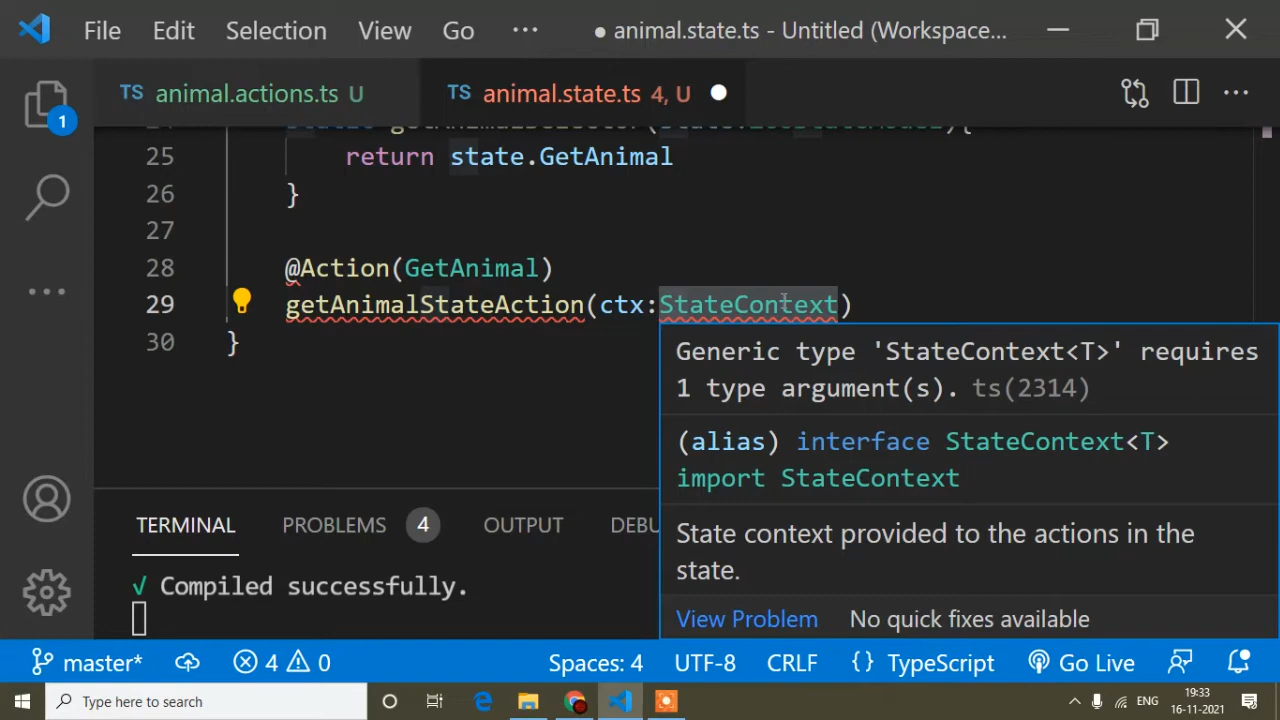 File Edit Selection View Go ··· ● animal.state.ts - Untitled (Workspace...
TS animal.actions.ts U TS animal.state.ts 4, U
25 return state.GetAnimal
26 }
27
28 @Action(GetAnimal)
29 getAnimalStateAction(ctx:StateContext)
30 }
Generic type 'StateContext<T>' requires
1 type argument(s). ts(2314)
(alias) interface StateContext<T>
import StateContext
State context provided to the actions in the
state.
View Problem No quick fixes available
1
TERMINAL PROBLEMS 4 OUTPUT DEBU
√ Compiled successfully.
master* 4 0 Spaces: 4 UTF-8 CRLF {} TypeScript Go Live
Type here to search
ENG
19:33
16-11-2021